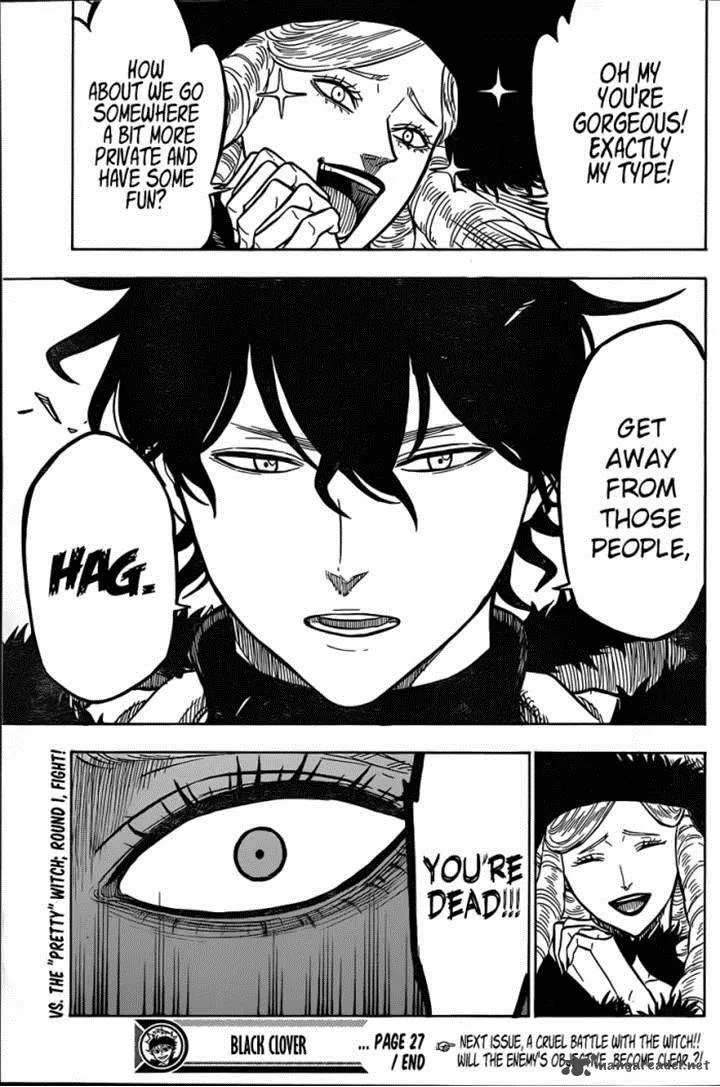 OH MY
YOU'RE
GORGEOUS!
EXACTLY
MY TYPE!
HOW
ABOUT WE GO
SOMEWHERE
A BIT MORE
PRIVATE AND
HAVE SOME
FUN?
GET
AWAY
FROM
THOSE
PEOPLE,
HAG.
YOU'RE
DEAD!!!
VS. THE "PRETTY" WITCH; ROUND 1, FIGHT!
BLACK CLOVER
... PAGE 27
/ END
☞ NEXT ISSUE, A CRUEL BATTLE WITH THE WITCH!!
WILL THE ENEMY'S OBJECTIVE BECOME CLEAR?!
mangareader.net